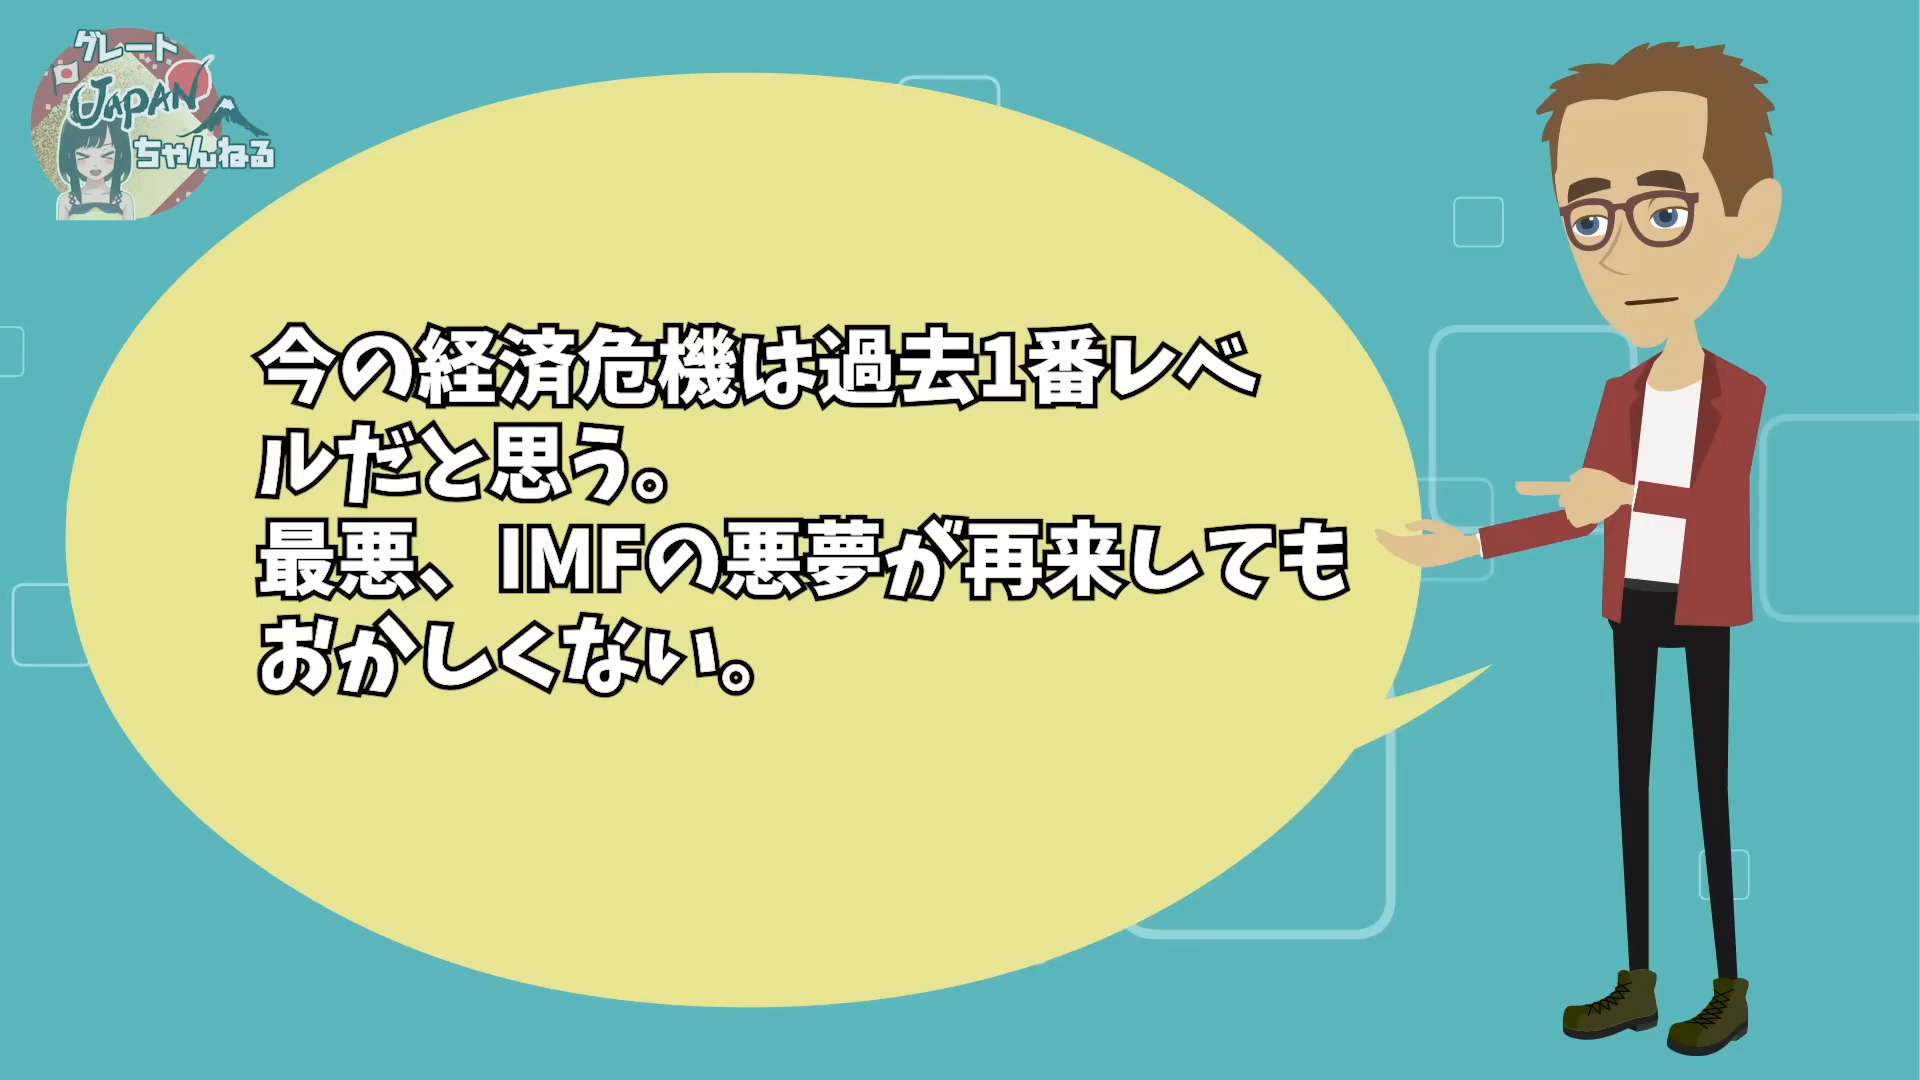 グレート
JAPAN
ちゃんねる
今の経済危機は過去1番レベ
ルだと思う。
最悪、IMFの悪夢が再来しても
おかしくない。